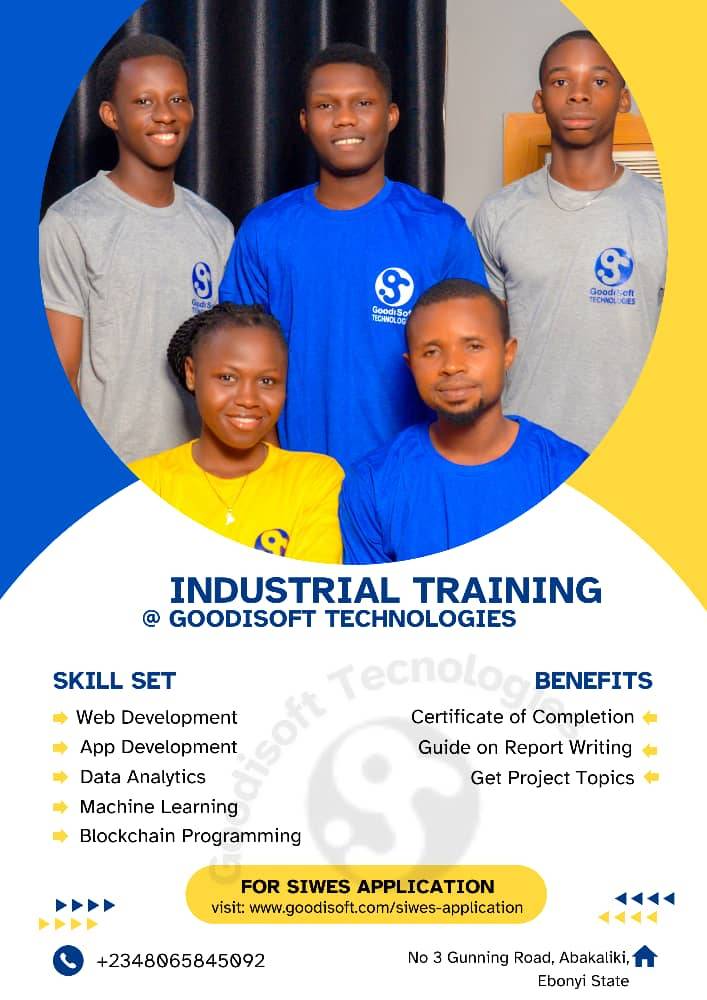 GoodiSoft
TECHNOLOGIES
GoodiSoft
TECHNOLOGIES
INDUSTRIAL TRAINING
@ GOODISOFT TECHNOLOGIES
Goodisoft Tecnologies
SKILL SET
Web Development
App Development
Data Analytics
Machine Learning
Blockchain Programming
BENEFITS
Certificate of Completion
Guide on Report Writing
Get Project Topics
FOR SIWES APPLICATION
visit: www.goodisoft.com/siwes-application
+2348065845092
No 3 Gunning Road, Abakaliki,
Ebonyi State